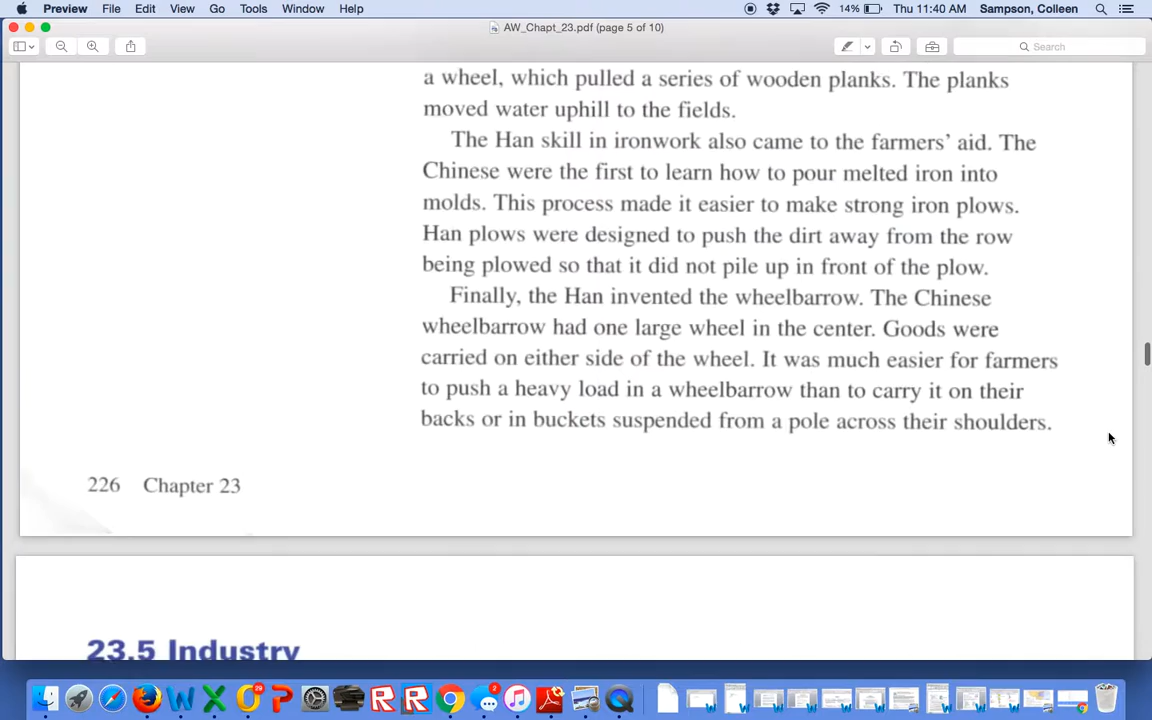 Preview File Edit View Go Tools Window Help 14% Thu 11:40 AM Sampson, Colleen
AW_Chapt_23.pdf (page 5 of 10)
Search
a wheel, which pulled a series of wooden planks. The planks
moved water uphill to the fields.
The Han skill in ironwork also came to the farmers’ aid. The
Chinese were the first to learn how to pour melted iron into
molds. This process made it easier to make strong iron plows.
Han plows were designed to push the dirt away from the row
being plowed so that it did not pile up in front of the plow.
Finally, the Han invented the wheelbarrow. The Chinese
wheelbarrow had one large wheel in the center. Goods were
carried on either side of the wheel. It was much easier for farmers
to push a heavy load in a wheelbarrow than to carry it on their
backs or in buckets suspended from a pole across their shoulders.
226 Chapter 23
23.5 Industry
29
2